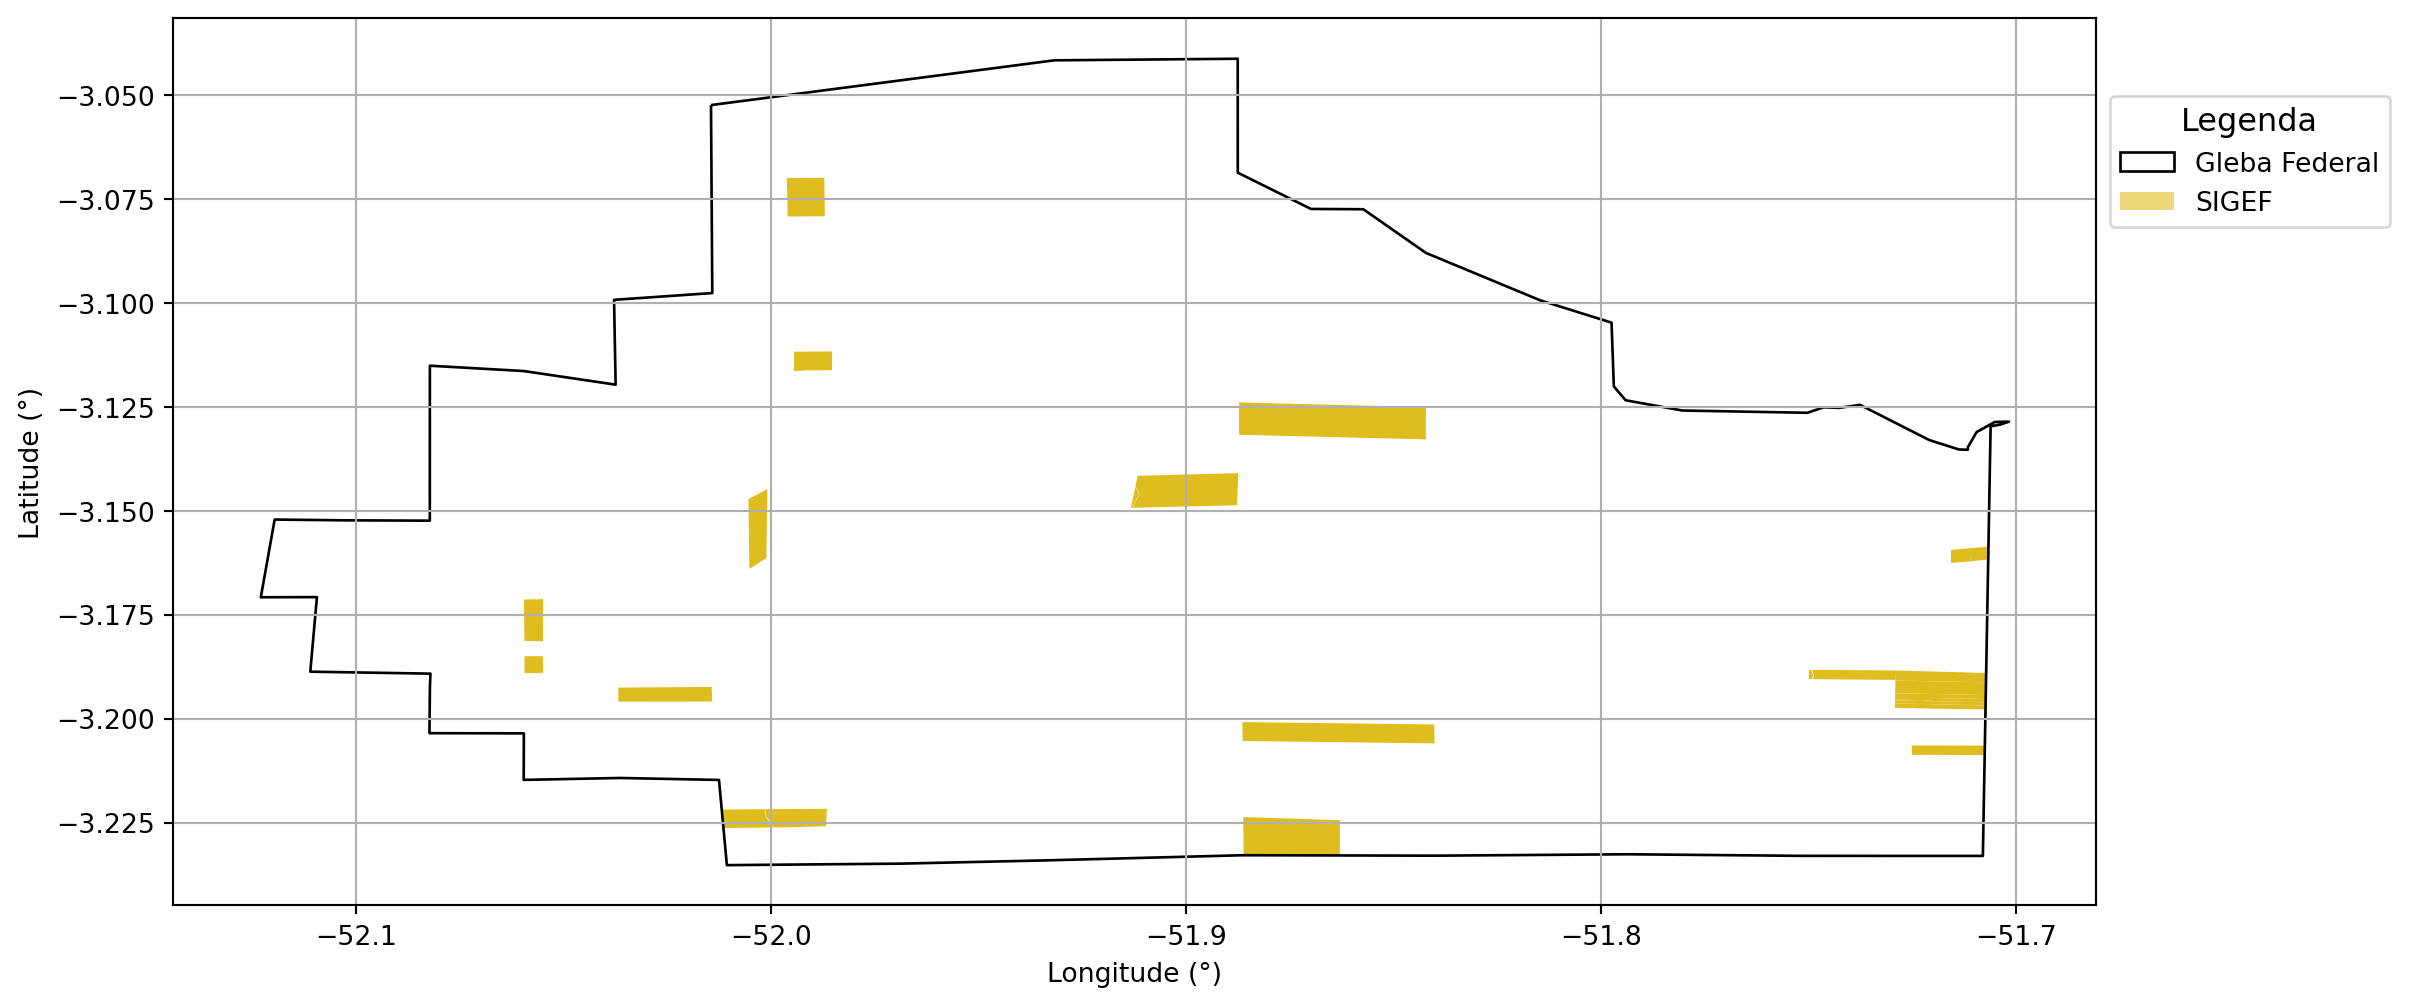 Legenda
Gleba Federal
SIGEF
Latitude (°)
−3.050
−3.075
−3.100
−3.125
−3.150
−3.175
−3.200
−3.225
−52.1
−52.0
−51.9
−51.8
−51.7
Longitude (°)